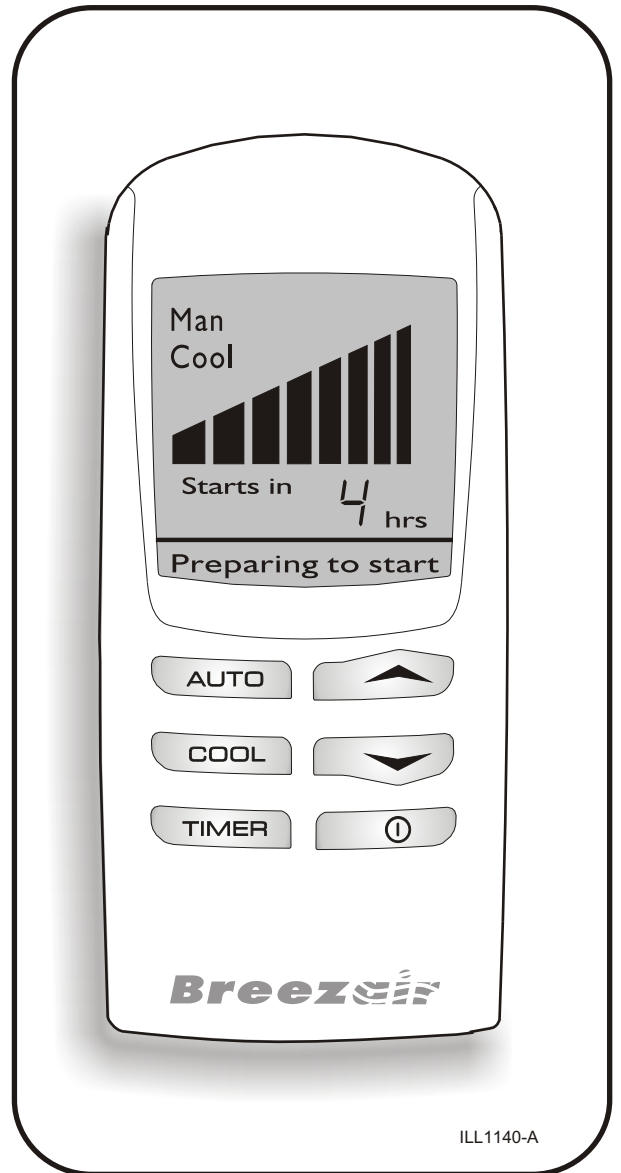 Man
Cool
Starts in 4 hrs
Preparing to start
AUTO
COOL
TIMER
Breezair
ILL1140-A